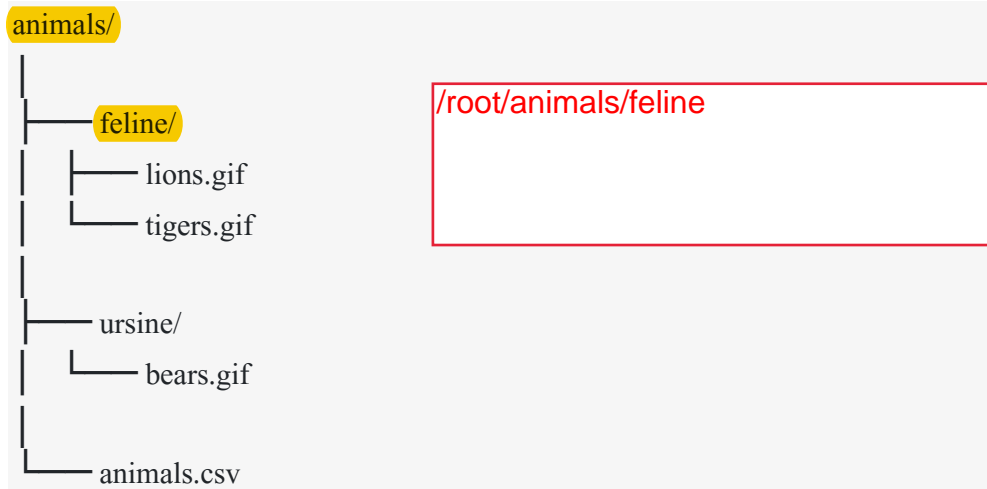 animals/
feline/
/root/animals/feline
lions.gif
tigers.gif
ursine/
bears.gif
animals.csv